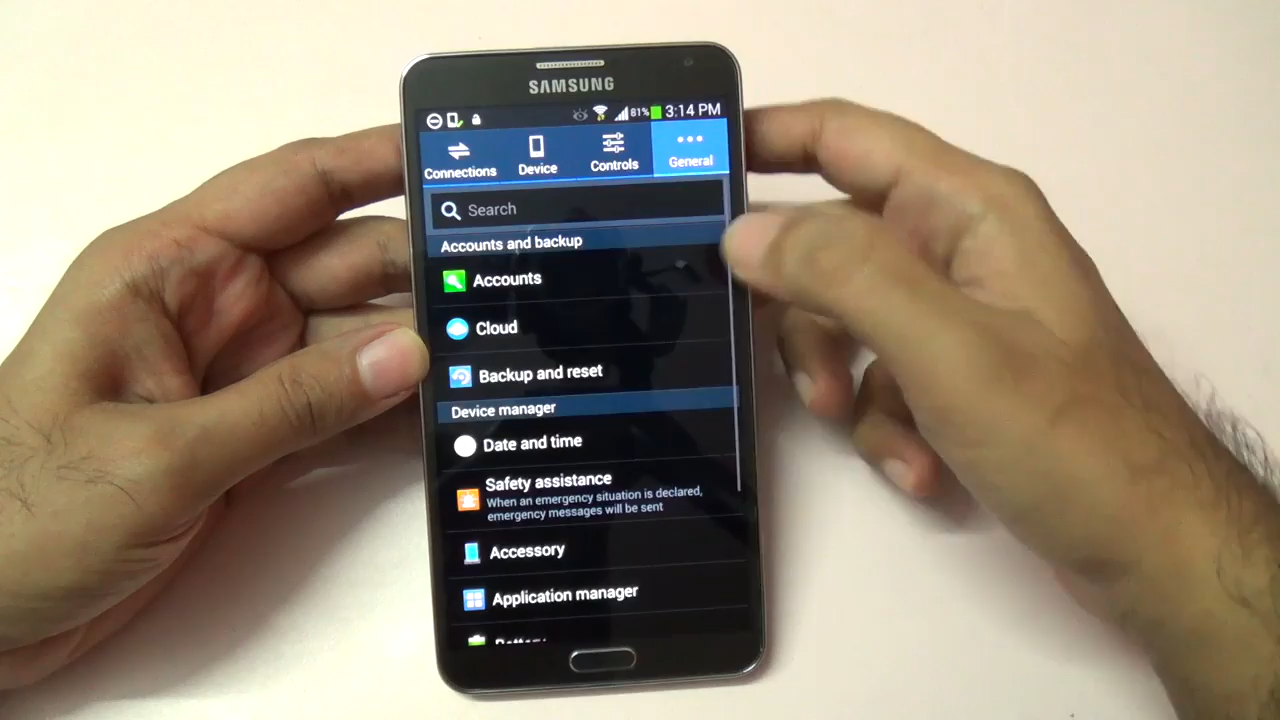 SAMSUNG
81% 3:14 PM
Connections Device Controls General
Search
Accounts and backup
Accounts
Cloud
Backup and reset
Device manager
Date and time
Safety assistance
When an emergency situation is declared,
emergency messages will be sent
Accessory
Application manager
Battery